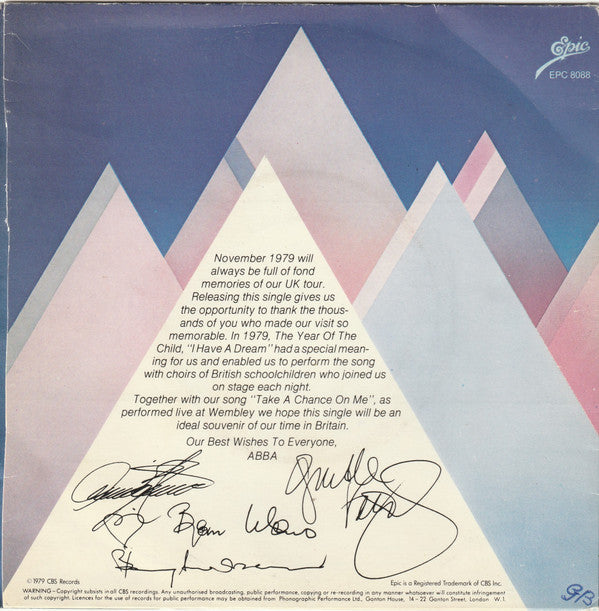 Epic
EPC 8088
November 1979 will
always be full of fond
memories of our UK tour.
Releasing this single gives us
the opportunity to thank the thous-
ands of you who made our visit so
memorable. In 1979, The Year Of The
Child, "I Have A Dream" had a special mean-
ing for us and enabled us to perform the song
with choirs of British schoolchildren who joined us
on stage each night.
Together with our song "Take A Chance On Me", as
performed live at Wembley we hope this single will be an
ideal souvenir of our time in Britain.
Our Best Wishes To Everyone,
ABBA
© 1979 CBS Records
Epic is a Registered Trademark of CBS Inc.
WARNING – Copyright subsists in all CBS recordings. Any unauthorised broadcasting, public performance, copying or re-recording in any manner whatsoever will constitute infringement
of such copyright. Licences for the use of records for public performance may be obtained from Phonographic Performance Ltd., Ganton House, 14 – 22 Ganton Street, London. W. 1.